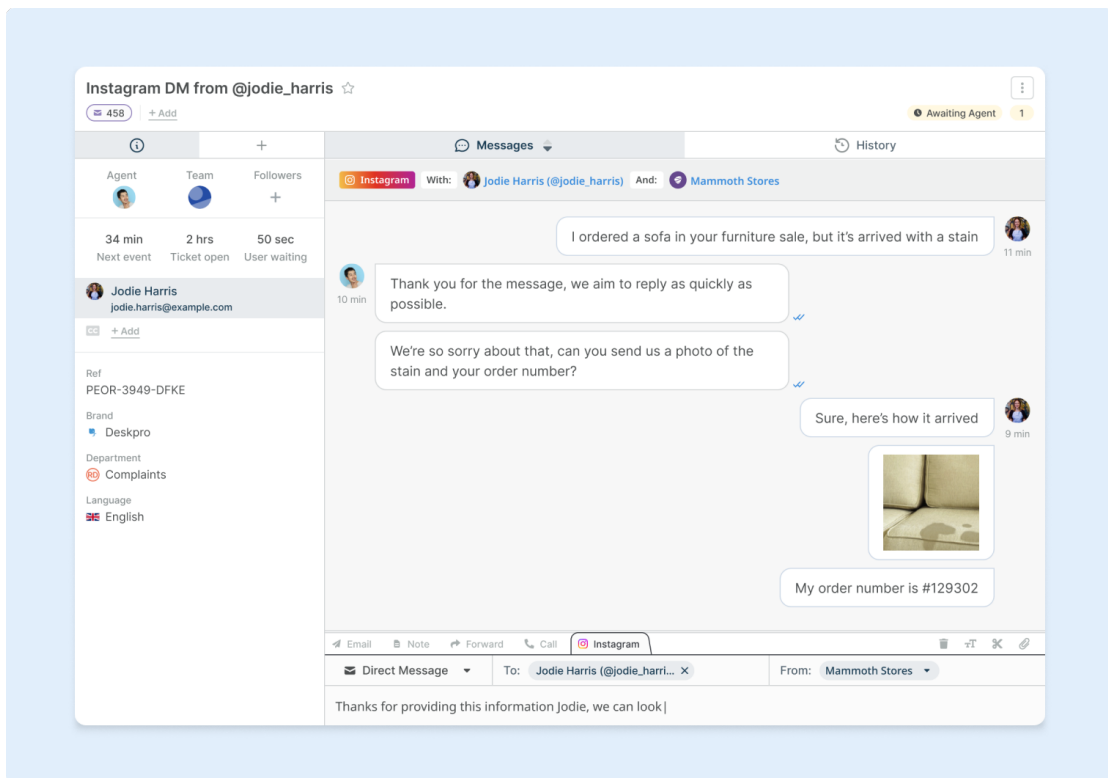 Instagram DM from @jodie_harris
458
+ Add
Awaiting Agent
1
Messages
History
Agent
Team
Followers
34 min
2 hrs
50 sec
Next event
Ticket open
User waiting
Jodie Harris
jodie.harris@example.com
CC
+ Add
Ref
PEOR-3949-DFKE
Brand
Deskpro
Department
RD
Complaints
Language
English
Instagram
With:
Jodie Harris (@jodie_harris)
And:
Mammoth Stores
I ordered a sofa in your furniture sale, but it’s arrived with a stain
11 min
10 min
Thank you for the message, we aim to reply as quickly as
possible.
We’re so sorry about that, can you send us a photo of the
stain and your order number?
Sure, here’s how it arrived
9 min
My order number is #129302
Email
Note
Forward
Call
Instagram
Direct Message
To:
Jodie Harris (@jodie_harri...
From:
Mammoth Stores
Thanks for providing this information Jodie, we can look